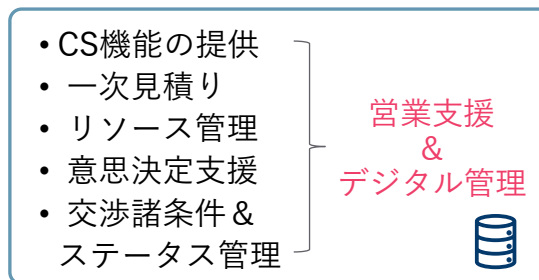 • CS機能の提供
• 一次見積り
• リソース管理
• 意思決定支援
• 交渉諸条件＆
ステータス管理
営業支援
&
デジタル管理